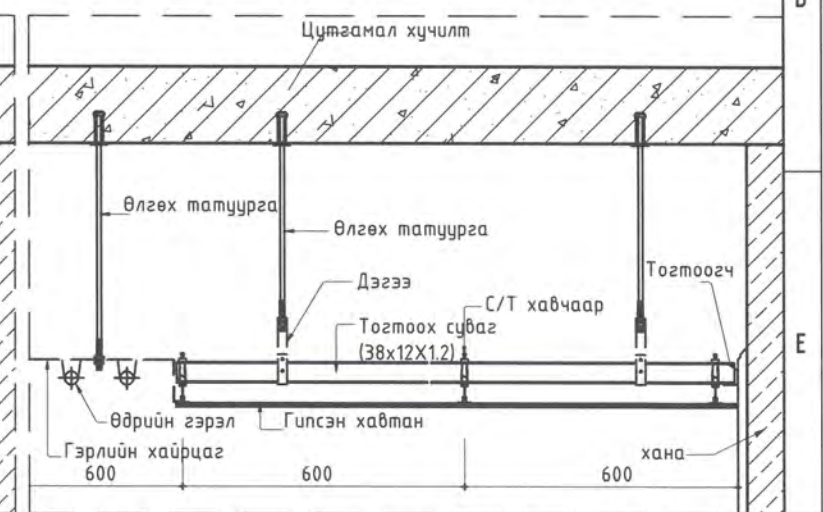 D
Цутгамал хучилт
Өлгөх татуурга
Өлгөх татуурга
Дэгээ
Тогтоогч
С/Т хавчаар
Тогтоох суваг
(38х12Х1.2)
E
Өдрийн гэрэл
Гипсэн хавтан
Гэрлийн хайрцаг
хана
600
600
600